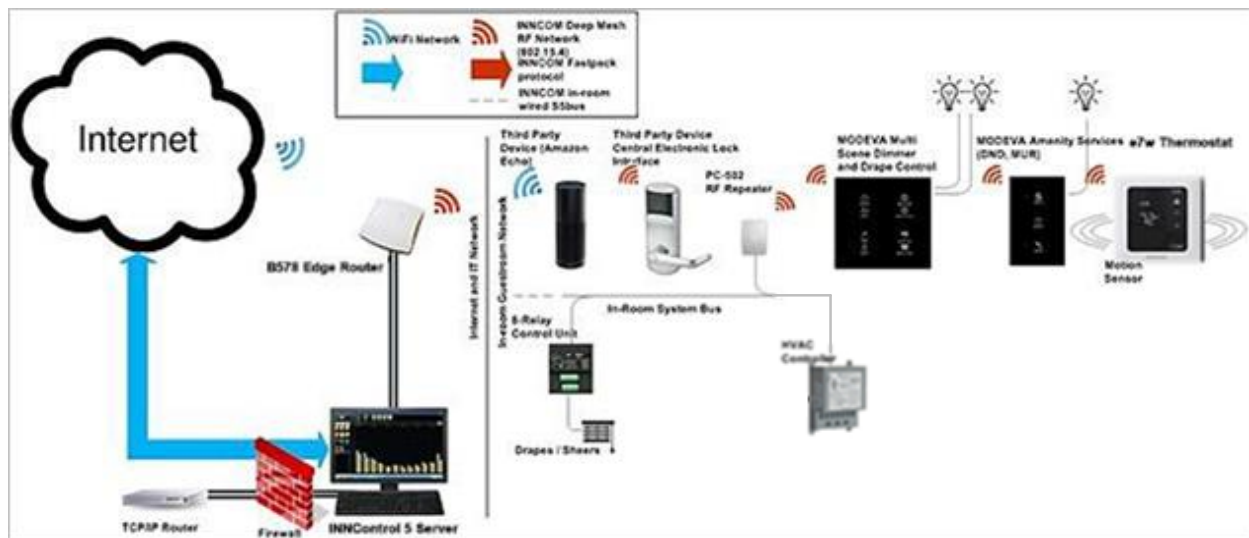 WiFi Network
INNCOM Deep Mesh
RF Network
(802.15.4)
INNCOM Fastpack
protocol
INNCOM in-room
wired S5bus
Internet
B578 Edge Router
Internet and IT Network
In-room Guestroom Network
Third Party
Device (Amazon
Echo)
Third Party Device
Central Electronic Lock
Interface
PC-502
RF Repeater
MODEVA Multi
Scene Dimmer
and Drape Control
MODEVA Amenity Services
(DND, MUR)
e7w Thermostat
Motion
Sensor
In-Room System Bus
8-Relay
Control Unit
HVAC
Controller
Drapes / Sheers
TCP/IP Router
Firewall
INNControl 5 Server